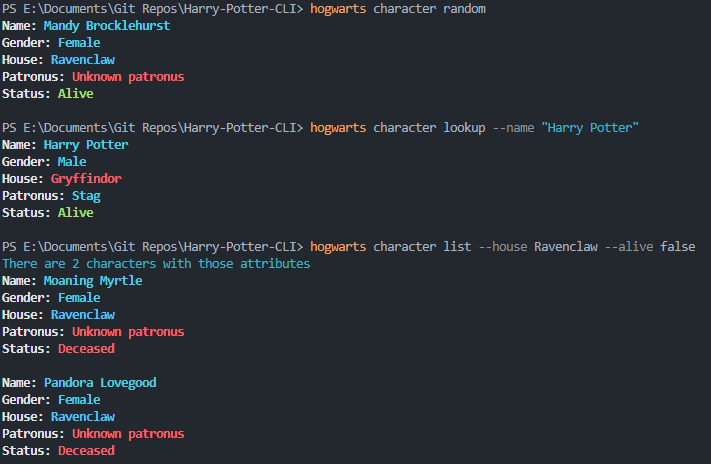 PS E:\Documents\Git Repos\Harry-Potter-CLI> hogwarts character random
Name: Mandy Brocklehurst
Gender: Female
House: Ravenclaw
Patronus: Unknown patronus
Status: Alive
PS E:\Documents\Git Repos\Harry-Potter-CLI> hogwarts character lookup --name "Harry Potter"
Name: Harry Potter
Gender: Male
House: Gryffindor
Patronus: Stag
Status: Alive
PS E:\Documents\Git Repos\Harry-Potter-CLI> hogwarts character list --house Ravenclaw --alive false
There are 2 characters with those attributes
Name: Moaning Myrtle
Gender: Female
House: Ravenclaw
Patronus: Unknown patronus
Status: Deceased
Name: Pandora Lovegood
Gender: Female
House: Ravenclaw
Patronus: Unknown patronus
Status: Deceased